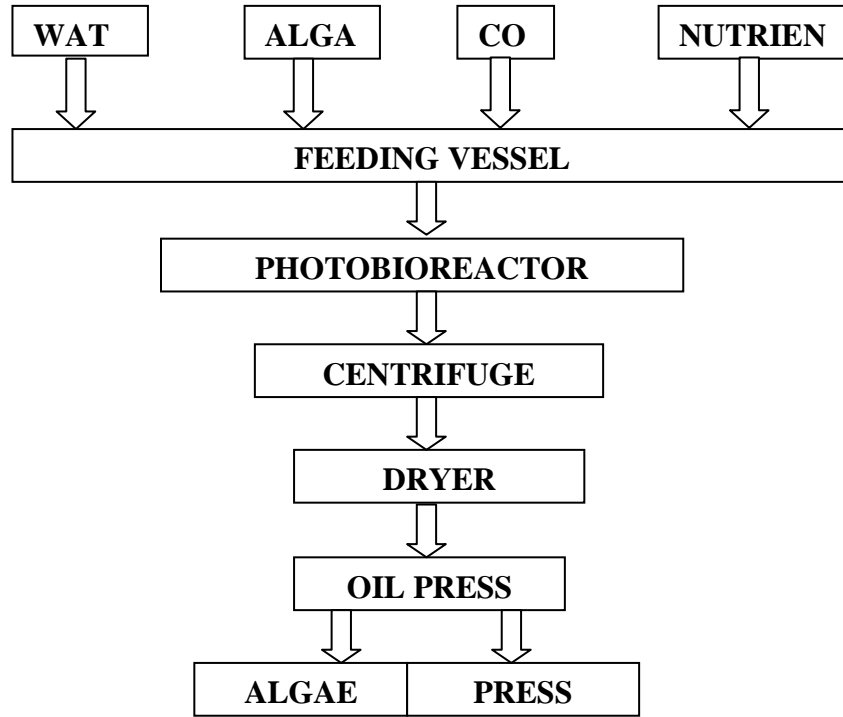 WAT ALGA CO NUTRIEN
FEEDING VESSEL
PHOTOBIOREACTOR
CENTRIFUGE
DRYER
OIL PRESS
ALGAE PRESS